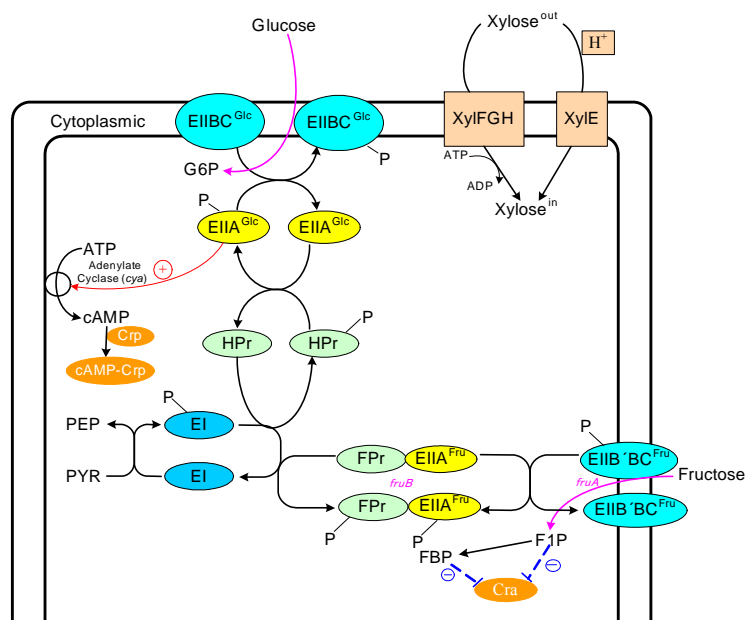 Glucose
Xylose out
H+
Cytoplasmic
EIIBC Glc
EIIBC Glc
XylFGH
XylE
P
G6P
ATP
ADP
Xylose in
P
EIIA Glc
EIIA Glc
ATP
Adenylate
Cyclase (cya)
+
cAMP
Crp
cAMP-Crp
HPr
HPr
P
P
PEP
EI
PYR
EI
FPr
EIIA Fru
fruB
FPr
EIIA Fru
P
P
P
EIIB´BC Fru
Fructose
fruA
EIIB´BC Fru
F1P
FBP
−
−
Cra